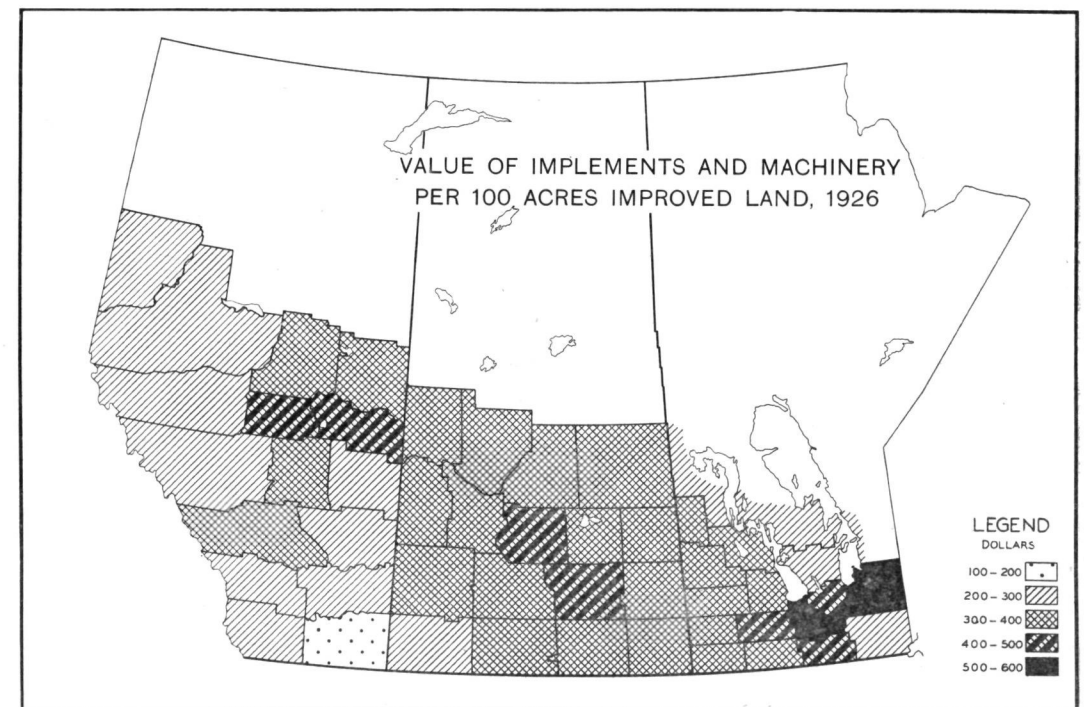 VALUE OF IMPLEMENTS AND MACHINERY
PER 100 ACRES IMPROVED LAND, 1926
LEGEND
DOLLARS
100-200
200-300
300-400
400-500
500-600